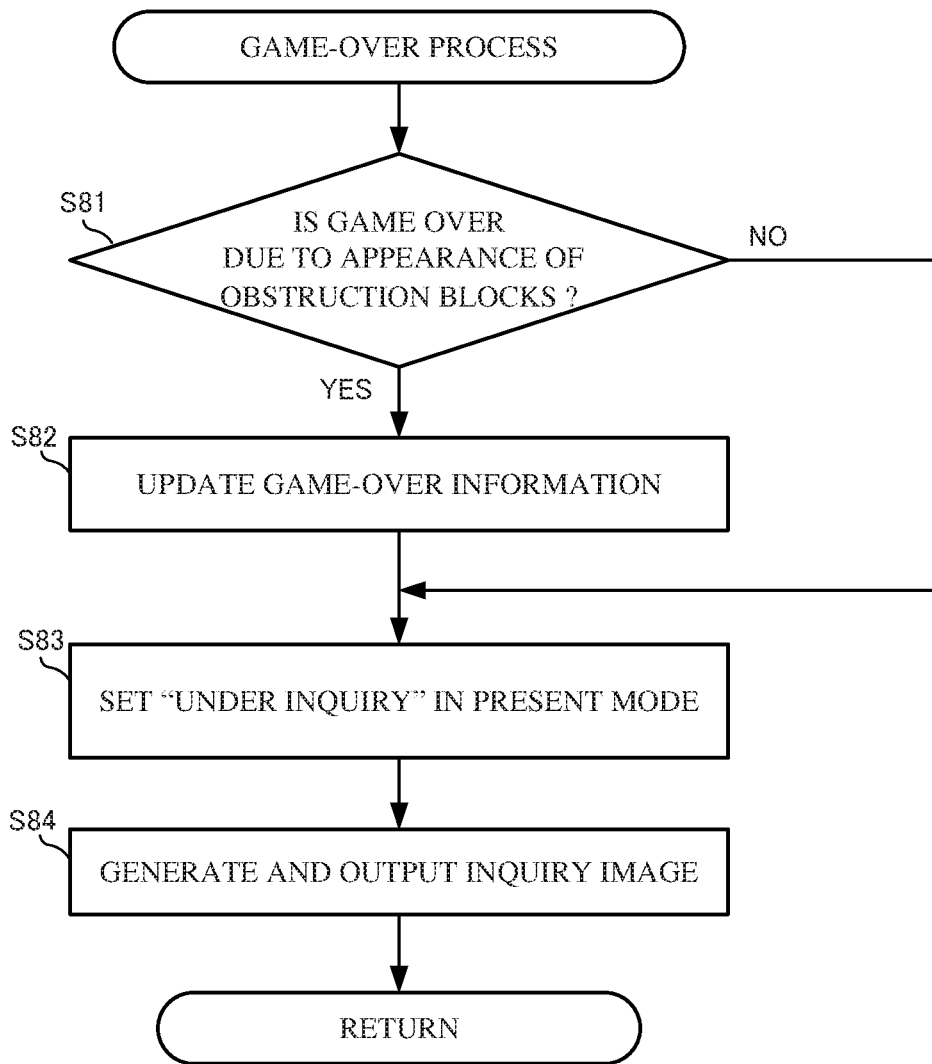 GAME-OVER PROCESS
S81
IS GAME OVER
DUE TO APPEARANCE OF
OBSTRUCTION BLOCKS ?
NO
YES
S82
UPDATE GAME-OVER INFORMATION
S83
SET “UNDER INQUIRY” IN PRESENT MODE
S84
GENERATE AND OUTPUT INQUIRY IMAGE
RETURN